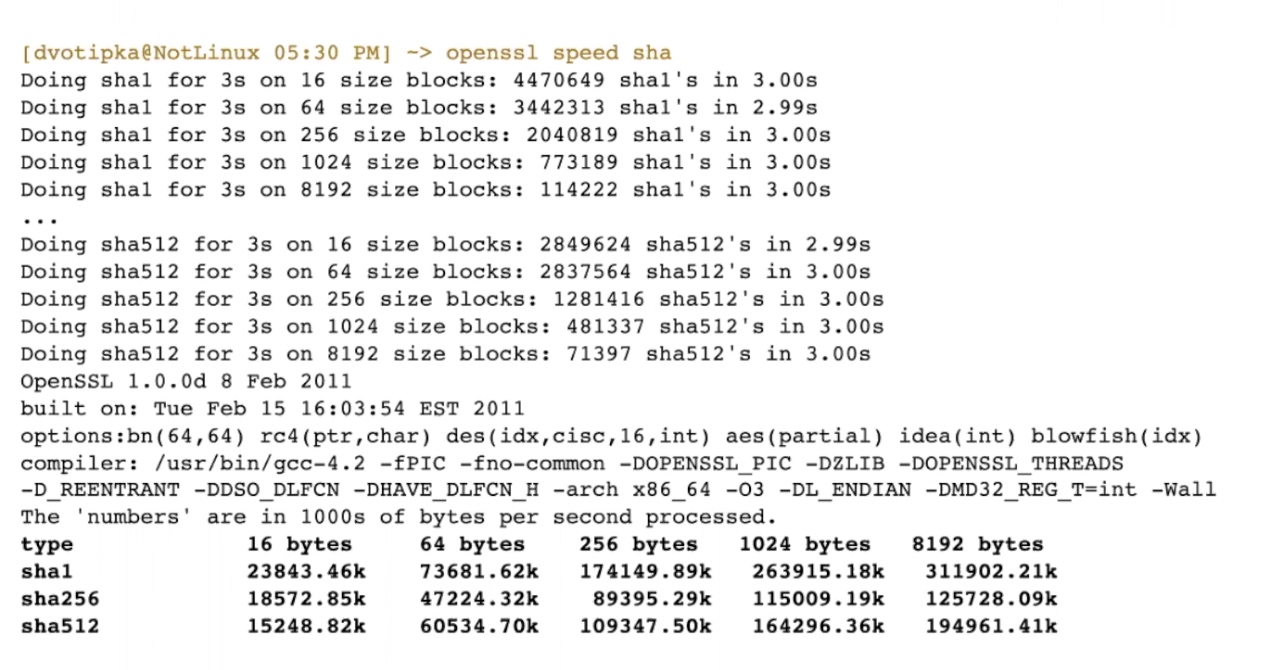 [dvotipka@NotLinux 05:30 PM] ~> openssl speed sha
Doing sha1 for 3s on 16 size blocks: 4470649 sha1's in 3.00s
Doing sha1 for 3s on 64 size blocks: 3442313 sha1's in 2.99s
Doing sha1 for 3s on 256 size blocks: 2040819 sha1's in 3.00s
Doing sha1 for 3s on 1024 size blocks: 773189 sha1's in 3.00s
Doing sha1 for 3s on 8192 size blocks: 114222 sha1's in 3.00s
...
Doing sha512 for 3s on 16 size blocks: 2849624 sha512's in 2.99s
Doing sha512 for 3s on 64 size blocks: 2837564 sha512's in 3.00s
Doing sha512 for 3s on 256 size blocks: 1281416 sha512's in 3.00s
Doing sha512 for 3s on 1024 size blocks: 481337 sha512's in 3.00s
Doing sha512 for 3s on 8192 size blocks: 71397 sha512's in 3.00s
OpenSSL 1.0.0d 8 Feb 2011
built on: Tue Feb 15 16:03:54 EST 2011
options:bn(64,64) rc4(ptr,char) des(idx,cisc,16,int) aes(partial) idea(int) blowfish(idx)
compiler: /usr/bin/gcc-4.2 -fPIC -fno-common -DOPENSSL_PIC -DZLIB -DOPENSSL_THREADS
-D_REENTRANT -DDSO_DLFCN -DHAVE_DLFCN_H -arch x86_64 -O3 -DL_ENDIAN -DMD32_REG_T=int -Wall
The 'numbers' are in 1000s of bytes per second processed.
type 16 bytes 64 bytes 256 bytes 1024 bytes 8192 bytes
sha1 23843.46k 73681.62k 174149.89k 263915.18k 311902.21k
sha256 18572.85k 47224.32k 89395.29k 115009.19k 125728.09k
sha512 15248.82k 60534.70k 109347.50k 164296.36k 194961.41k